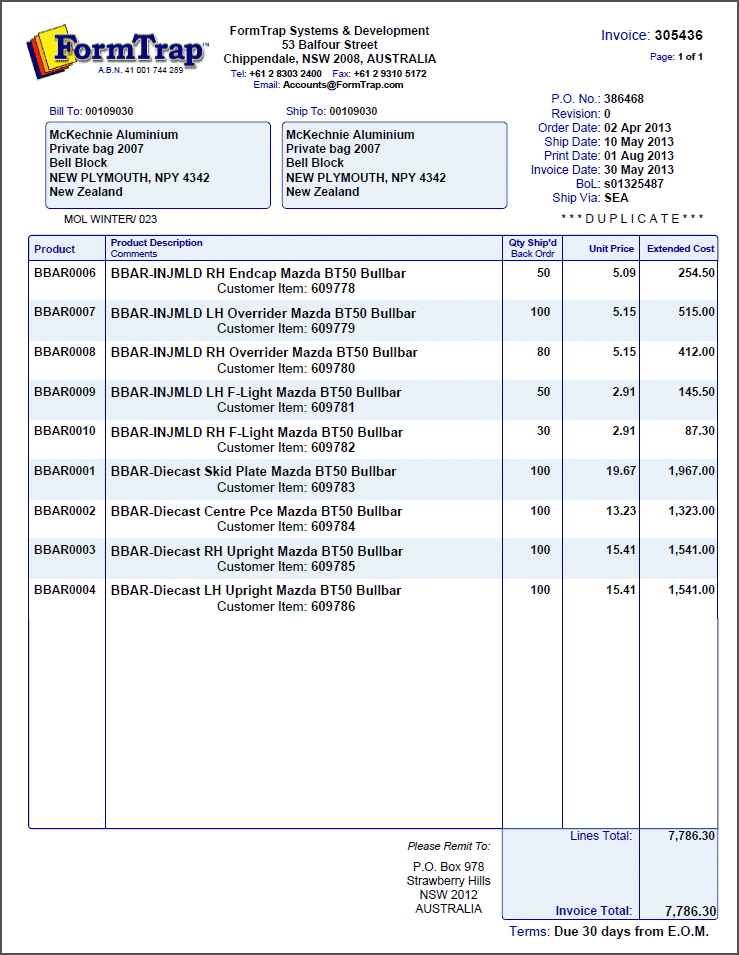 FormTrap™
A.B.N. 41 001 744 289
FormTrap Systems & Development
53 Balfour Street
Chippendale, NSW 2008, AUSTRALIA
Tel: +61 2 8303 2400 Fax: +61 2 9310 5172
Email: Accounts@FormTrap.com
Invoice: 305436
Page: 1 of 1
P.O. No.: 386468
Revision: 0
Order Date: 02 Apr 2013
Ship Date: 10 May 2013
Print Date: 01 Aug 2013
Invoice Date: 30 May 2013
BoL: s01325487
Ship Via: SEA
* * * D U P L I C A T E * * *
Bill To: 00109030
McKechnie Aluminium
Private bag 2007
Bell Block
NEW PLYMOUTH, NPY 4342
New Zealand
Ship To: 00109030
McKechnie Aluminium
Private bag 2007
Bell Block
NEW PLYMOUTH, NPY 4342
New Zealand
MOL WINTER/ 023
Product Product Description Qty Ship'd Unit Price Extended Cost
Comments Back Ordr
BBAR0006 BBAR-INJMLD RH Endcap Mazda BT50 Bullbar 50 5.09 254.50
Customer Item: 609778
BBAR0007 BBAR-INJMLD LH Overrider Mazda BT50 Bullbar 100 5.15 515.00
Customer Item: 609779
BBAR0008 BBAR-INJMLD RH Overrider Mazda BT50 Bullbar 80 5.15 412.00
Customer Item: 609780
BBAR0009 BBAR-INJMLD LH F-Light Mazda BT50 Bullbar 50 2.91 145.50
Customer Item: 609781
BBAR0010 BBAR-INJMLD RH F-Light Mazda BT50 Bullbar 30 2.91 87.30
Customer Item: 609782
BBAR0001 BBAR-Diecast Skid Plate Mazda BT50 Bullbar 100 19.67 1,967.00
Customer Item: 609783
BBAR0002 BBAR-Diecast Centre Pce Mazda BT50 Bullbar 100 13.23 1,323.00
Customer Item: 609784
BBAR0003 BBAR-Diecast RH Upright Mazda BT50 Bullbar 100 15.41 1,541.00
Customer Item: 609785
BBAR0004 BBAR-Diecast LH Upright Mazda BT50 Bullbar 100 15.41 1,541.00
Customer Item: 609786
Lines Total: 7,786.30
Please Remit To:
P.O. Box 978
Strawberry Hills
NSW 2012
AUSTRALIA
Invoice Total: 7,786.30
Terms: Due 30 days from E.O.M.